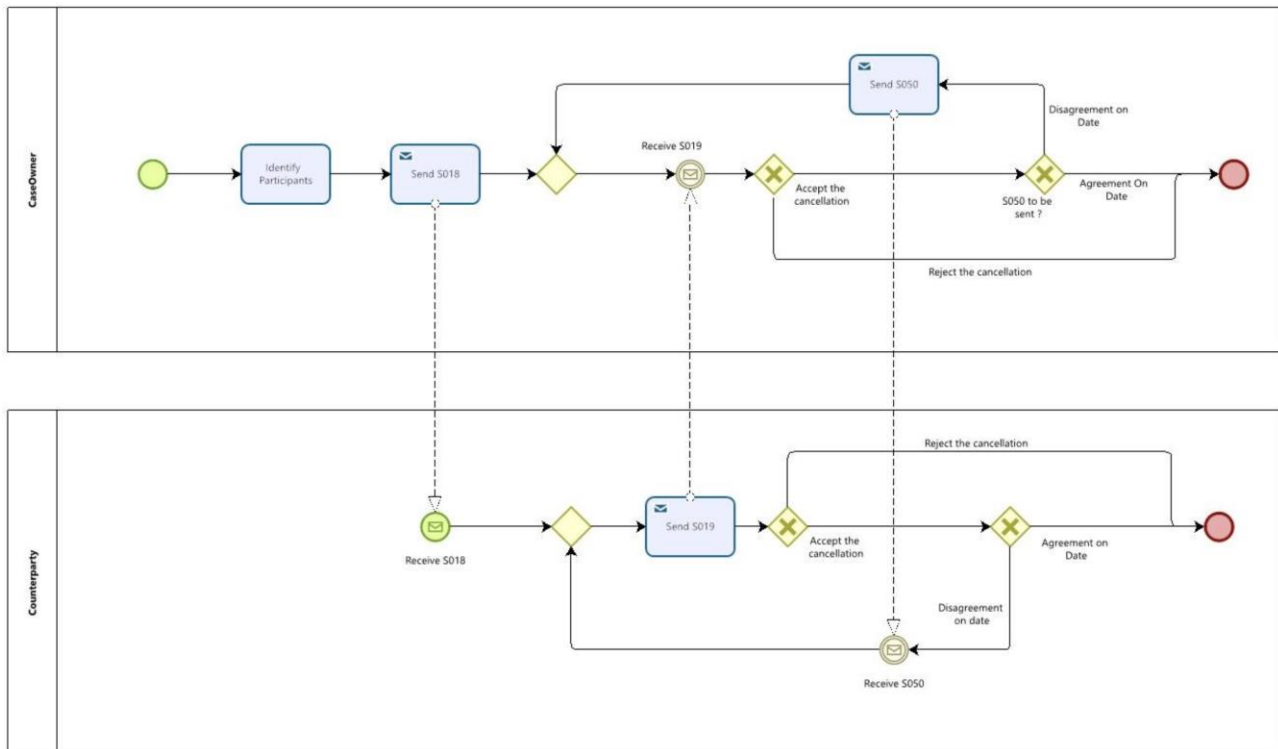 CaseOwner
Identify
Participants
Send S018
Receive S019
Accept the
cancellation
Send S050
Disagreement on
Date
S050 to be
sent ?
Agreement On
Date
Reject the cancellation
Counterparty
Receive S018
Send S019
Reject the cancellation
Accept the
cancellation
Agreement on
Date
Disagreement
on date
Receive S050